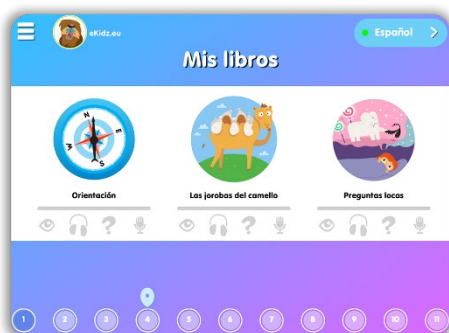 eKidz.eu
Español
Mis libros
N
E
W
S
Orientación
Las jorobas del camello
Preguntas locas
1 2 3 4 5 6 7 8 9 10 11